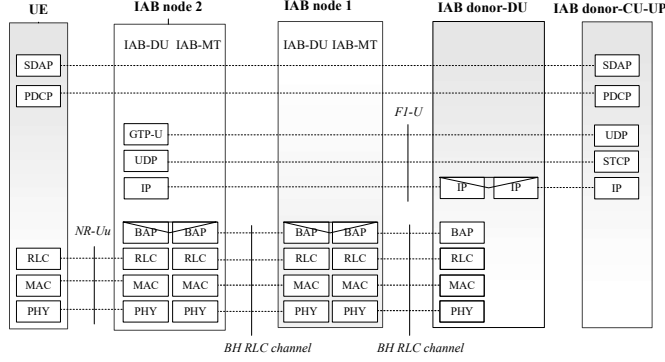 UE IAB node 2 IAB node 1 IAB donor-DU IAB donor-CU-UP
IAB-DU IAB-MT IAB-DU IAB-MT
SDAP SDAP
PDCP PDCP
F1-U
GTP-U UDP
UDP STCP
IP IP IP IP
NR-Uu
BAP BAP BAP BAP BAP
RLC RLC RLC RLC RLC RLC
MAC MAC MAC MAC MAC MAC
PHY PHY PHY PHY PHY PHY
BH RLC channel BH RLC channel